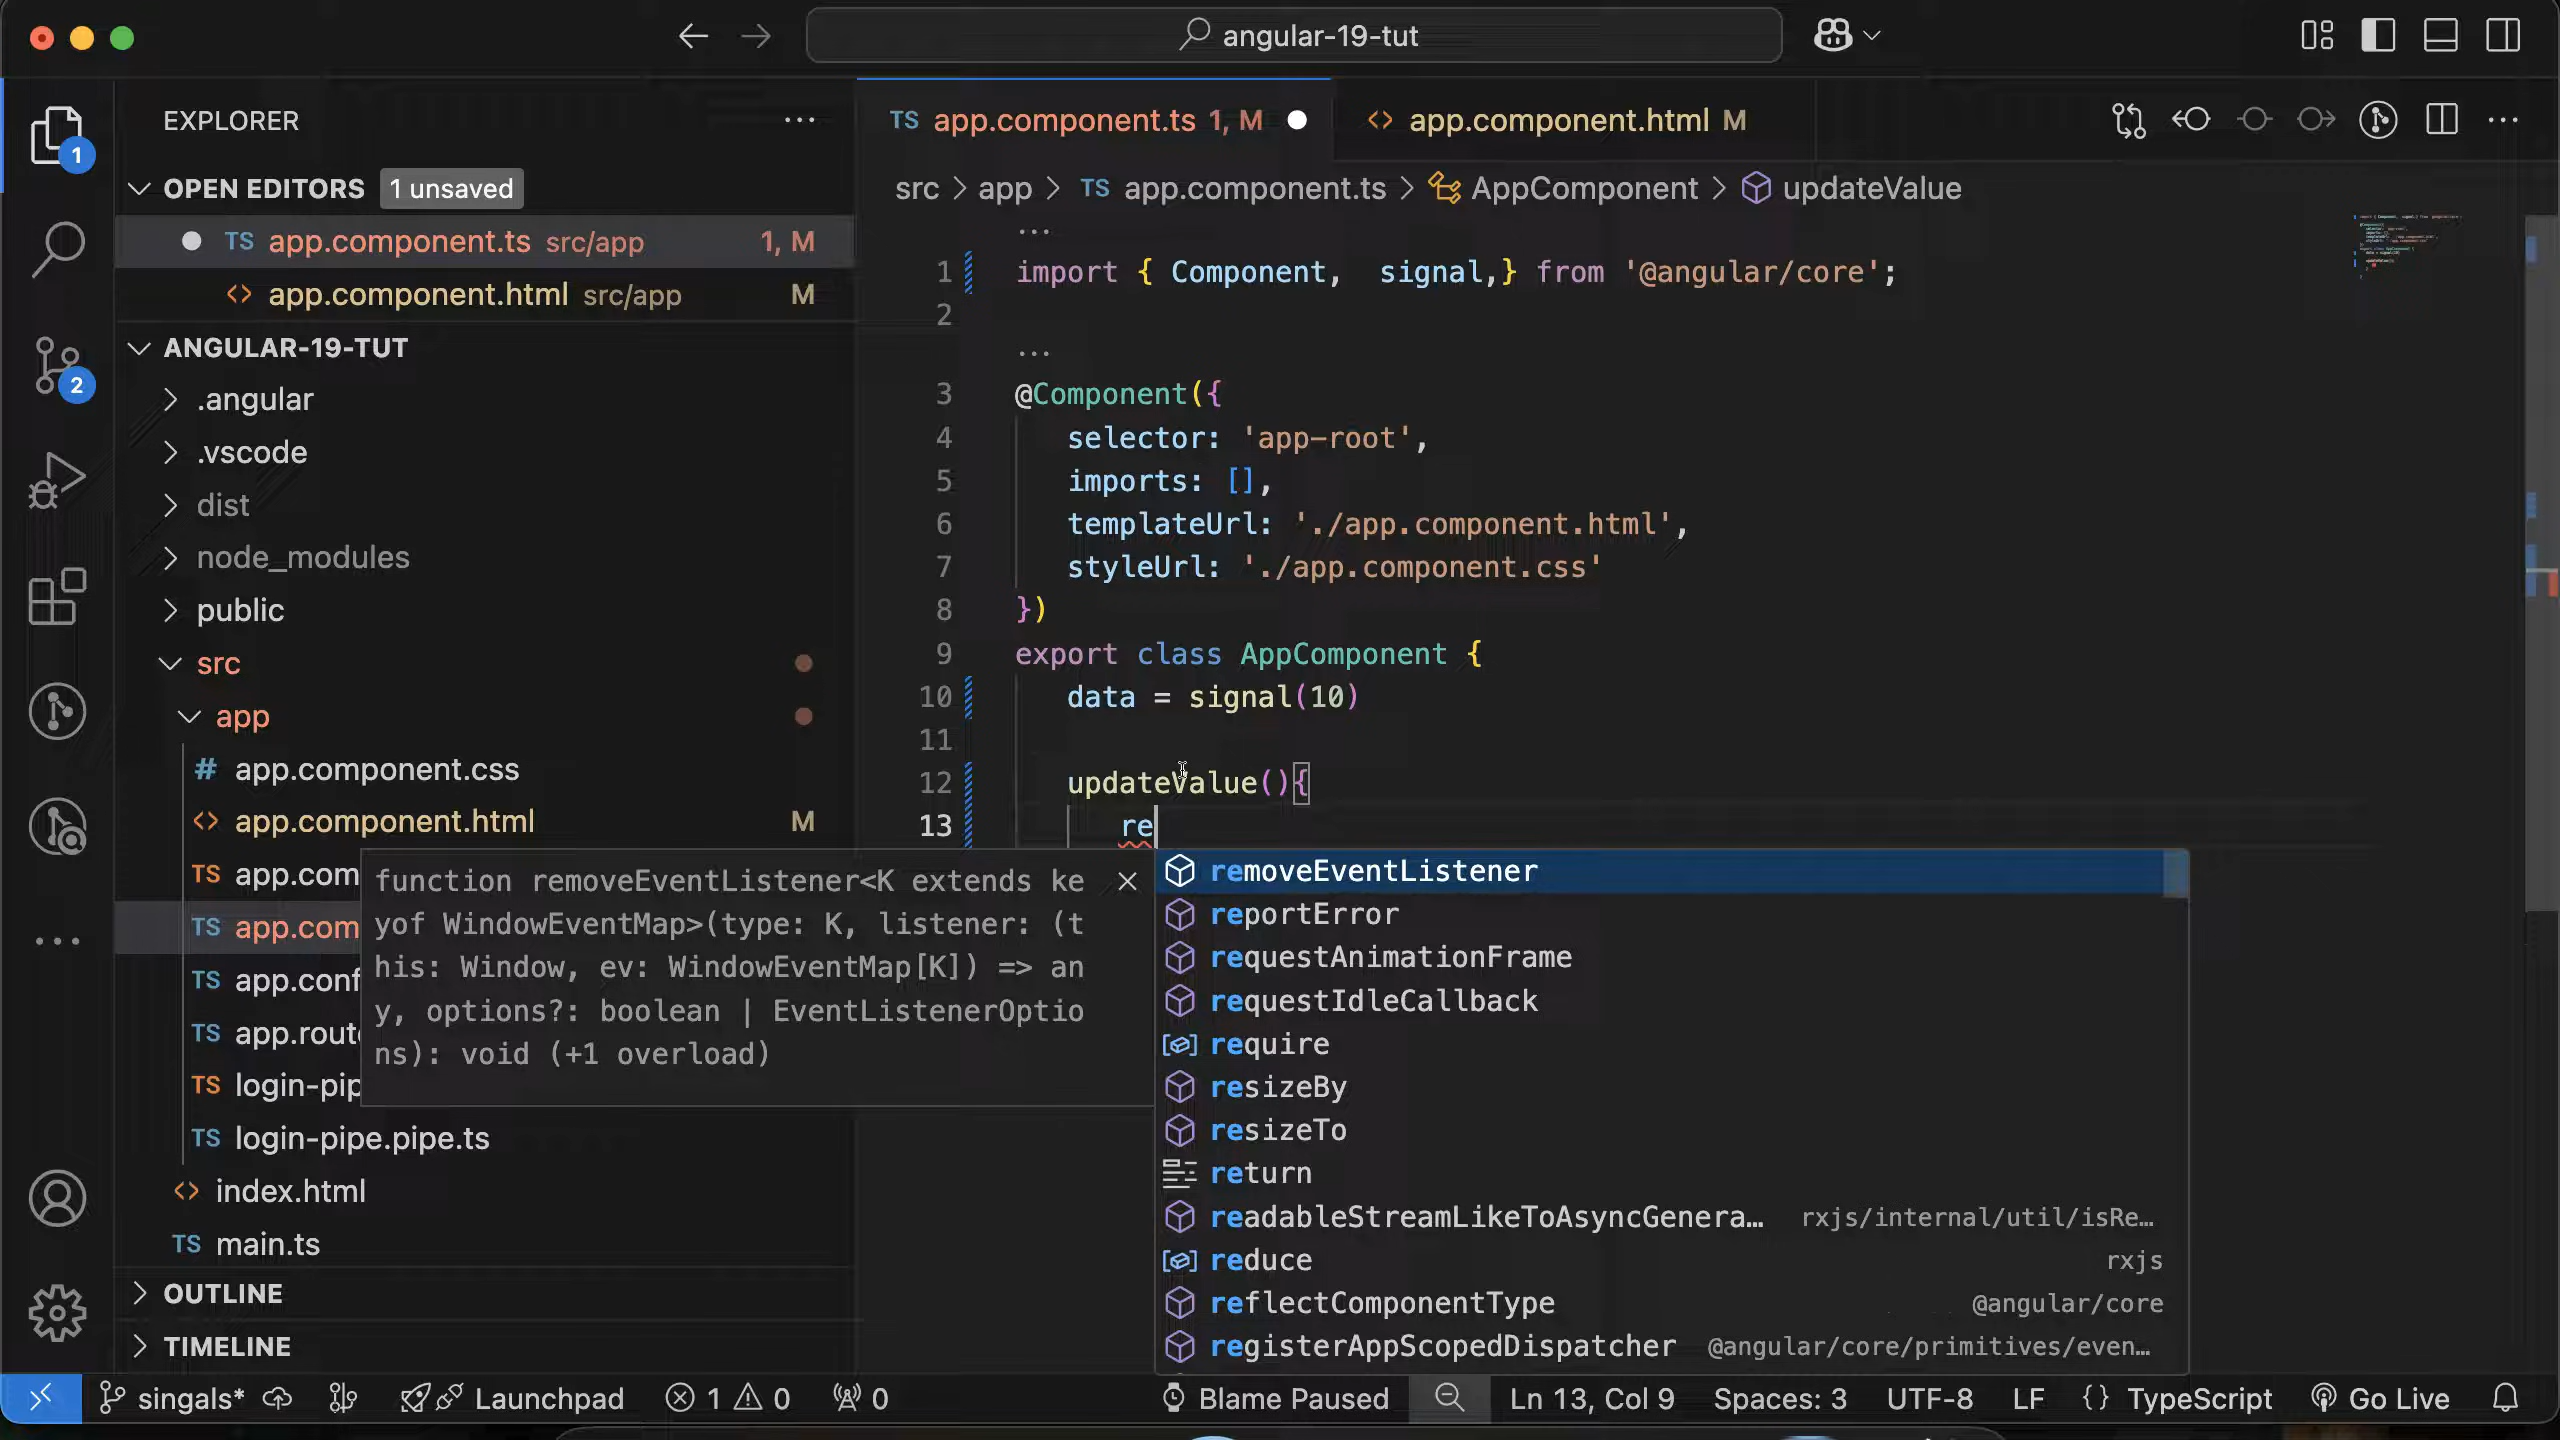 angular-19-tut
EXPLORER
OPEN EDITORS 1 unsaved
TS app.component.ts src/app 1, M
<> app.component.html src/app M
ANGULAR-19-TUT
.angular
.vscode
dist
node_modules
public
src
app
# app.component.css
<> app.component.html M
TS app.com
TS app.com
TS app.conf
TS app.rout
TS login-pip
TS login-pipe.pipe.ts
<> index.html
TS main.ts
OUTLINE
TIMELINE
1
2
TS app.component.ts 1, M
<> app.component.html M
src > app > TS app.component.ts > AppComponent > updateValue
...
1 import { Component,  signal,} from '@angular/core';
2
...
3 @Component({
4 selector: 'app-root',
5 imports: [],
6 templateUrl: './app.component.html',
7 styleUrl: './app.component.css'
8 })
9 export class AppComponent {
10 data = signal(10)
11
12 updateValue(){
13 re
function removeEventListener<K extends ke
yof WindowEventMap>(type: K, listener: (t
his: Window, ev: WindowEventMap[K]) => an
y, options?: boolean | EventListenerOptio
ns): void (+1 overload)
removeEventListener
reportError
requestAnimationFrame
requestIdleCallback
require
resizeBy
resizeTo
return
readableStreamLikeToAsyncGenera… rxjs/internal/util/isRe…
reduce rxjs
reflectComponentType @angular/core
registerAppScopedDispatcher @angular/core/primitives/even…
singals* Launchpad 1 0 0 Blame Paused Ln 13, Col 9 Spaces: 3 UTF-8 LF {} TypeScript Go Live